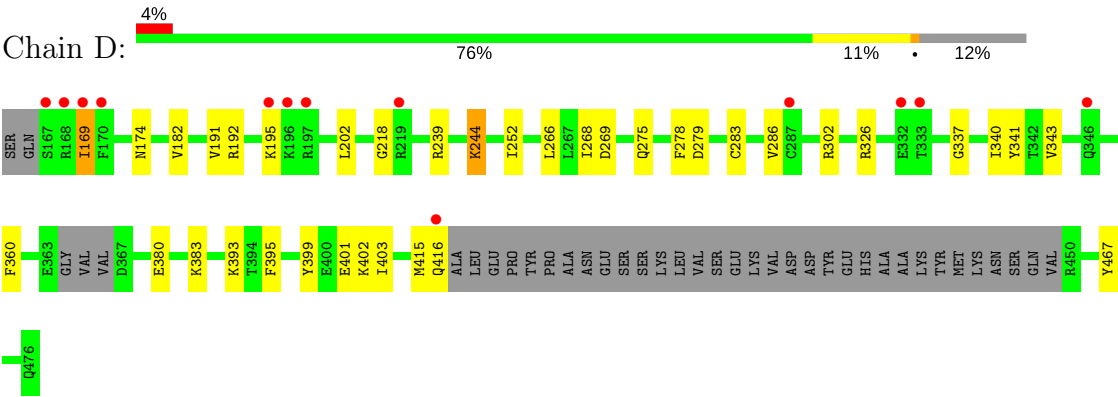 4%
Chain D:
76% 11% • 12%
SER GLN S167 R168 I169 F170 N174 V182 V191 R192 K195 K196 R197 L202 G218 R219 R239 K244 I252 L266 L267 I268 D269 Q275 F278 D279 C283 V286 C287 R302 R326 E332 T333 G337 I340 Y341 T342 V343 Q346
F360 E363 GLY VAL VAL D367 E380 K383 K393 T394 F395 Y399 E400 E401 K402 I403 M415 Q416 ALA LEU GLU PRO TYR PRO ALA ASN GLU SER SER LYS LEU VAL SER GLU LYS VAL ASP ASP TYR GLU HIS ALA ALA LYS TYR MET LYS ASN SER GLN VAL R450 Y467
Q476